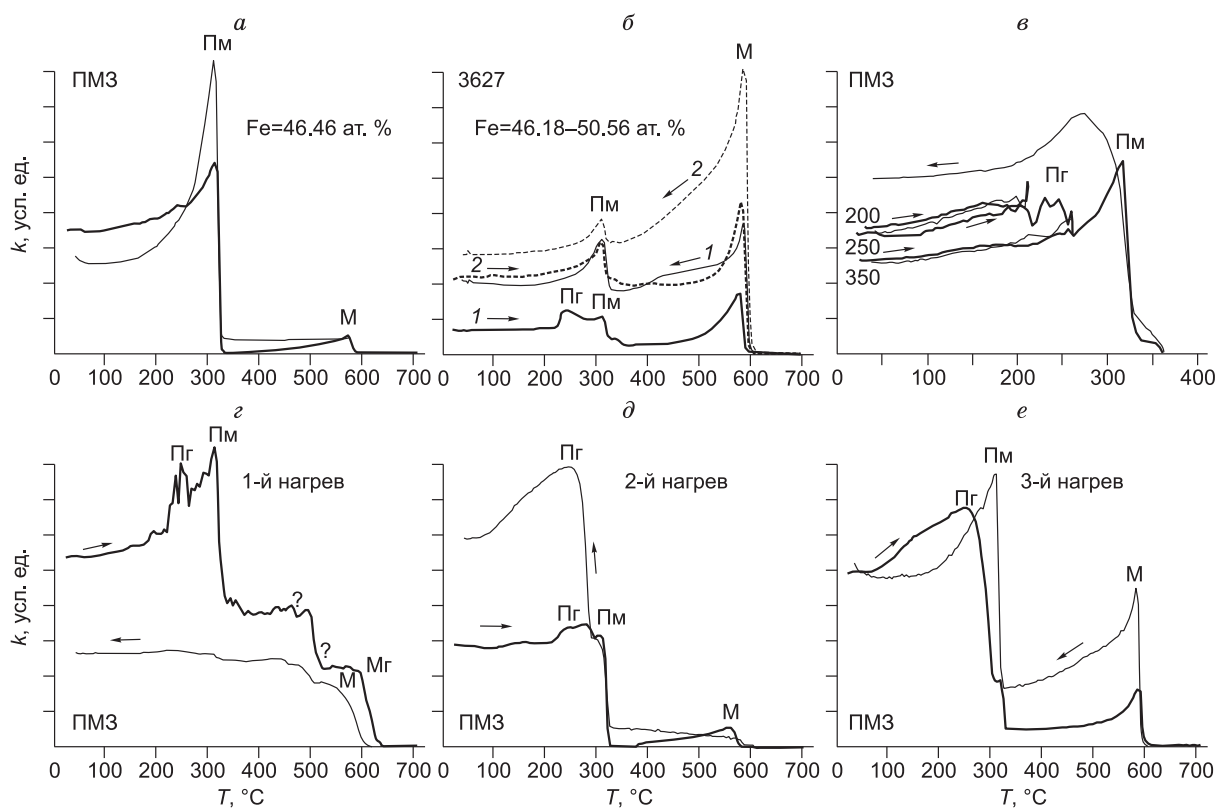 а
ПМЗ
Пм
Fe=46.46 ат. %
М
k, усл. ед.
0 100 200 300 400 500 600 700
б
3627
М
Fe=46.18–50.56 ат. %
2
Пм
1
2
Пг Пм
1
0 100 200 300 400 500 600 700
в
ПМЗ
Пм
Пг
200
250
350
0 100 200 300 400
г
Пм
Пг
1-й нагрев
k, усл. ед.
?
?
М Мг
ПМЗ
0 100 200 300 400 500 600 700
T, °C
д
Пг
2-й нагрев
Пг Пм
М
ПМЗ
0 100 200 300 400 500 600 700
T, °C
е
Пм
Пг
3-й нагрев
М
ПМЗ
0 100 200 300 400 500 600 700
T, °C